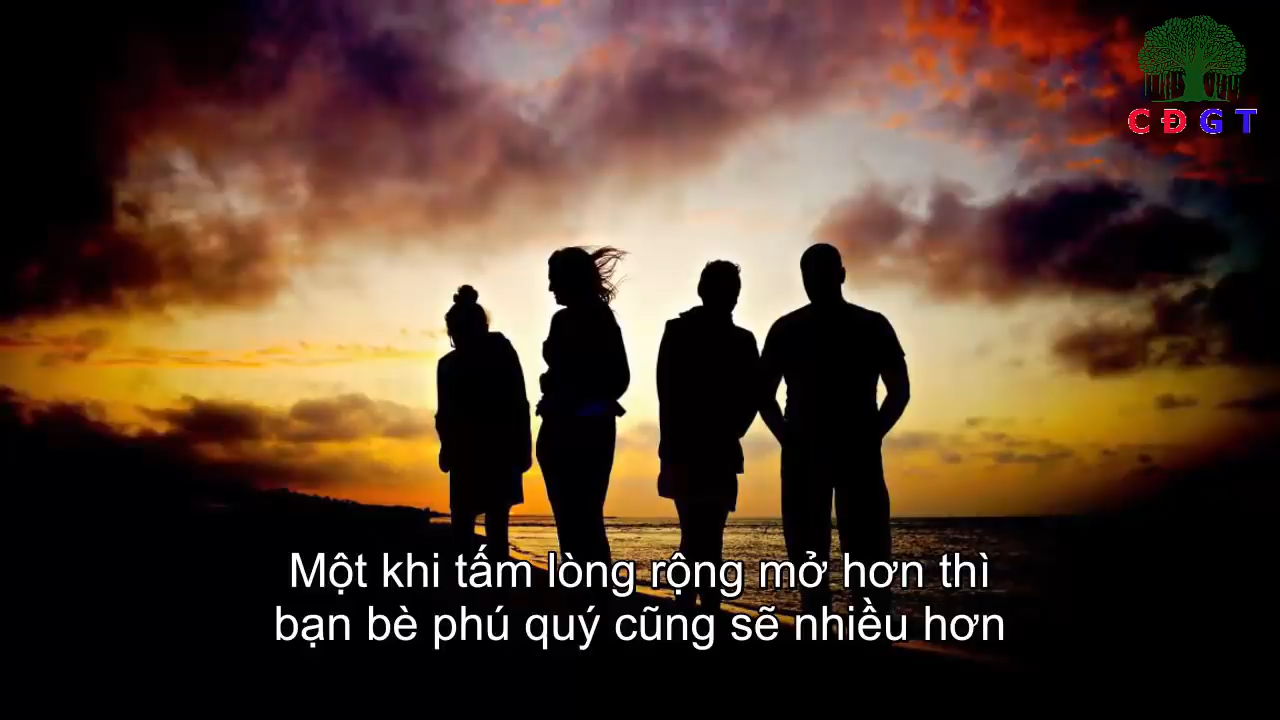 CĐGT
Một khi tấm lòng rộng mở hơn thì
bạn bè phú quý cũng sẽ nhiều hơn